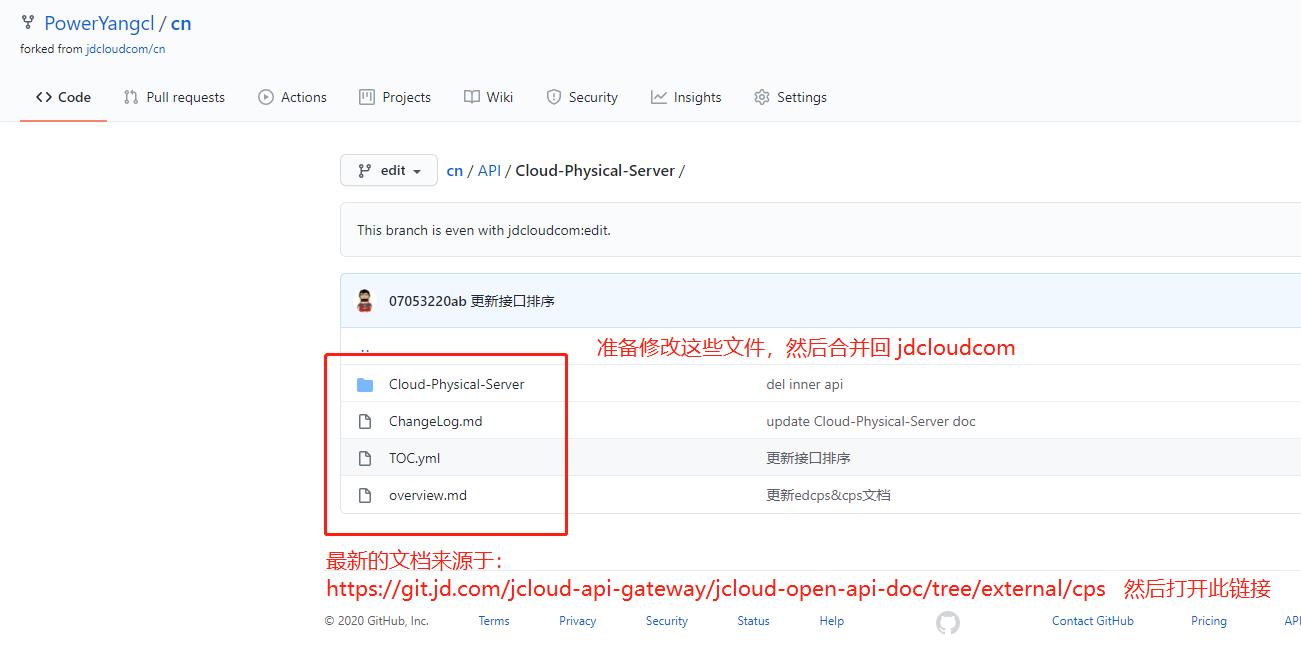 PowerYangcl / cn
forked from jdcloudcom/cn
Code Pull requests Actions Projects Wiki Security Insights Settings
edit cn / API / Cloud-Physical-Server /
This branch is even with jdcloudcom:edit.
07053220ab 更新接口排序
..
准备修改这些文件，然后合并回 jdcloudcom
Cloud-Physical-Server del inner api
ChangeLog.md update Cloud-Physical-Server doc
TOC.yml 更新接口排序
overview.md 更新edcps&cps文档
最新的文档来源于：
https://git.jd.com/jcloud-api-gateway/jcloud-open-api-doc/tree/external/cps 然后打开此链接
© 2020 GitHub, Inc. Terms Privacy Security Status Help Contact GitHub Pricing API